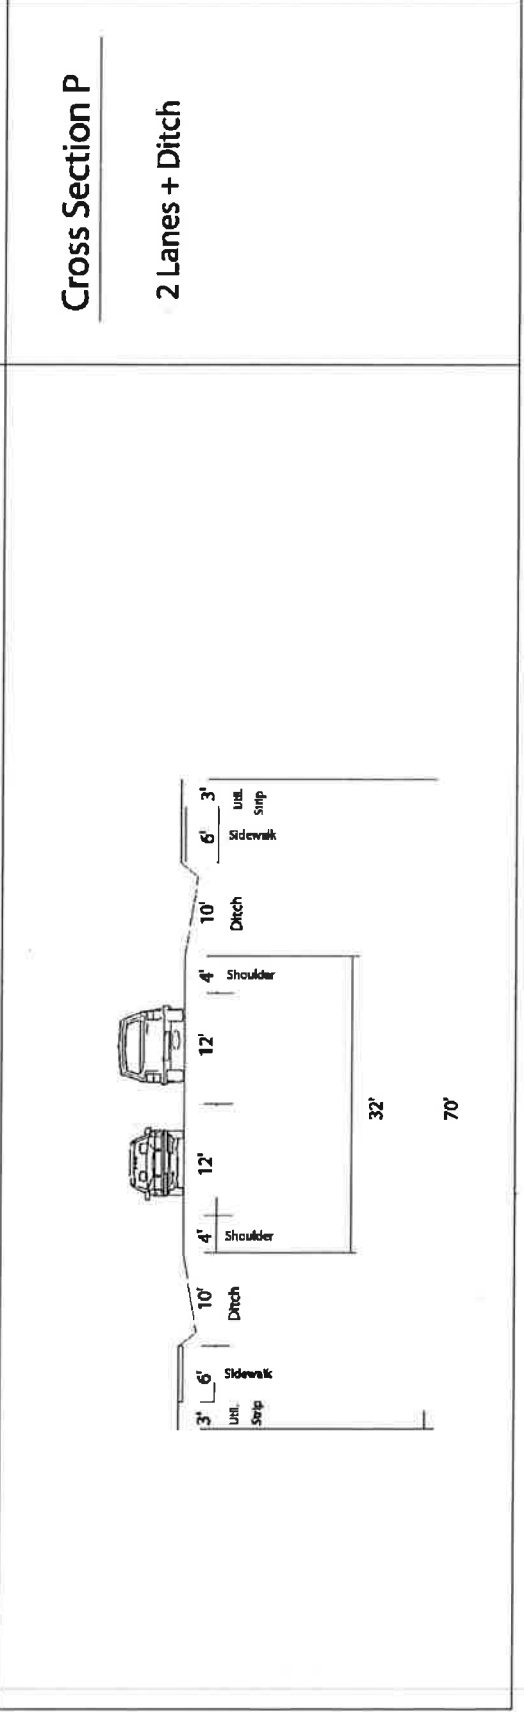 Cross Section P
2 Lanes + Ditch
3' 6' 10' 4' 12' 12' 4' 10' 6' 3'
Util. Strip Sidewalk Ditch Shoulder Shoulder Ditch Sidewalk Util. Strip
32'
70'